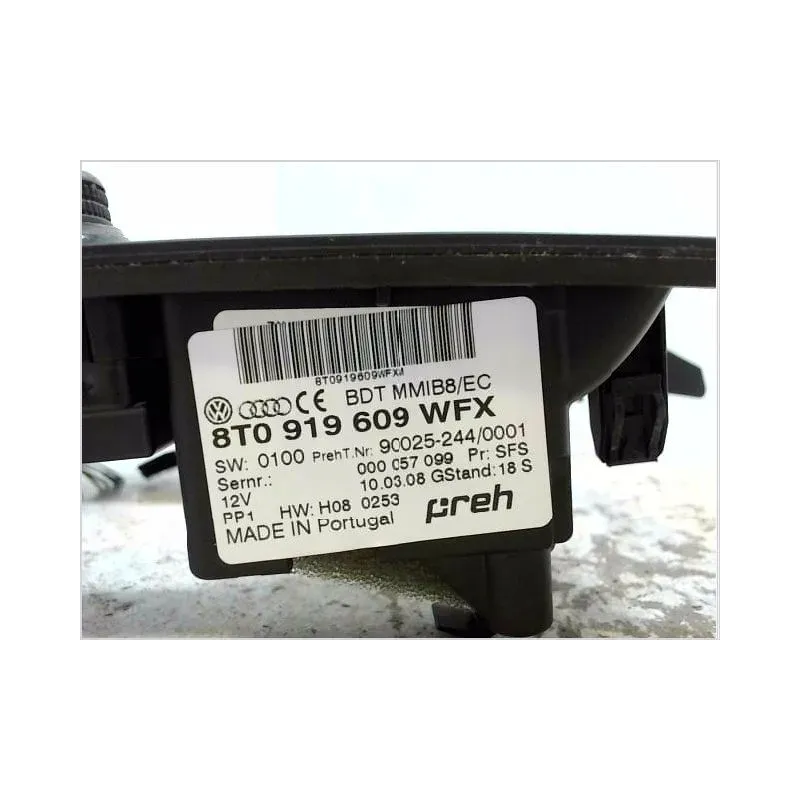 8T0919609WFXM
CE BDT MMIB8/EC
8T0 919 609 WFX
SW: 0100 PrehT.Nr: 90025-244/0001
Sernr.: 000 057 099 Pr: SFS
12V 10.03.08 GStand: 18 S
PP1 HW: H08 0253 preh
MADE IN Portugal